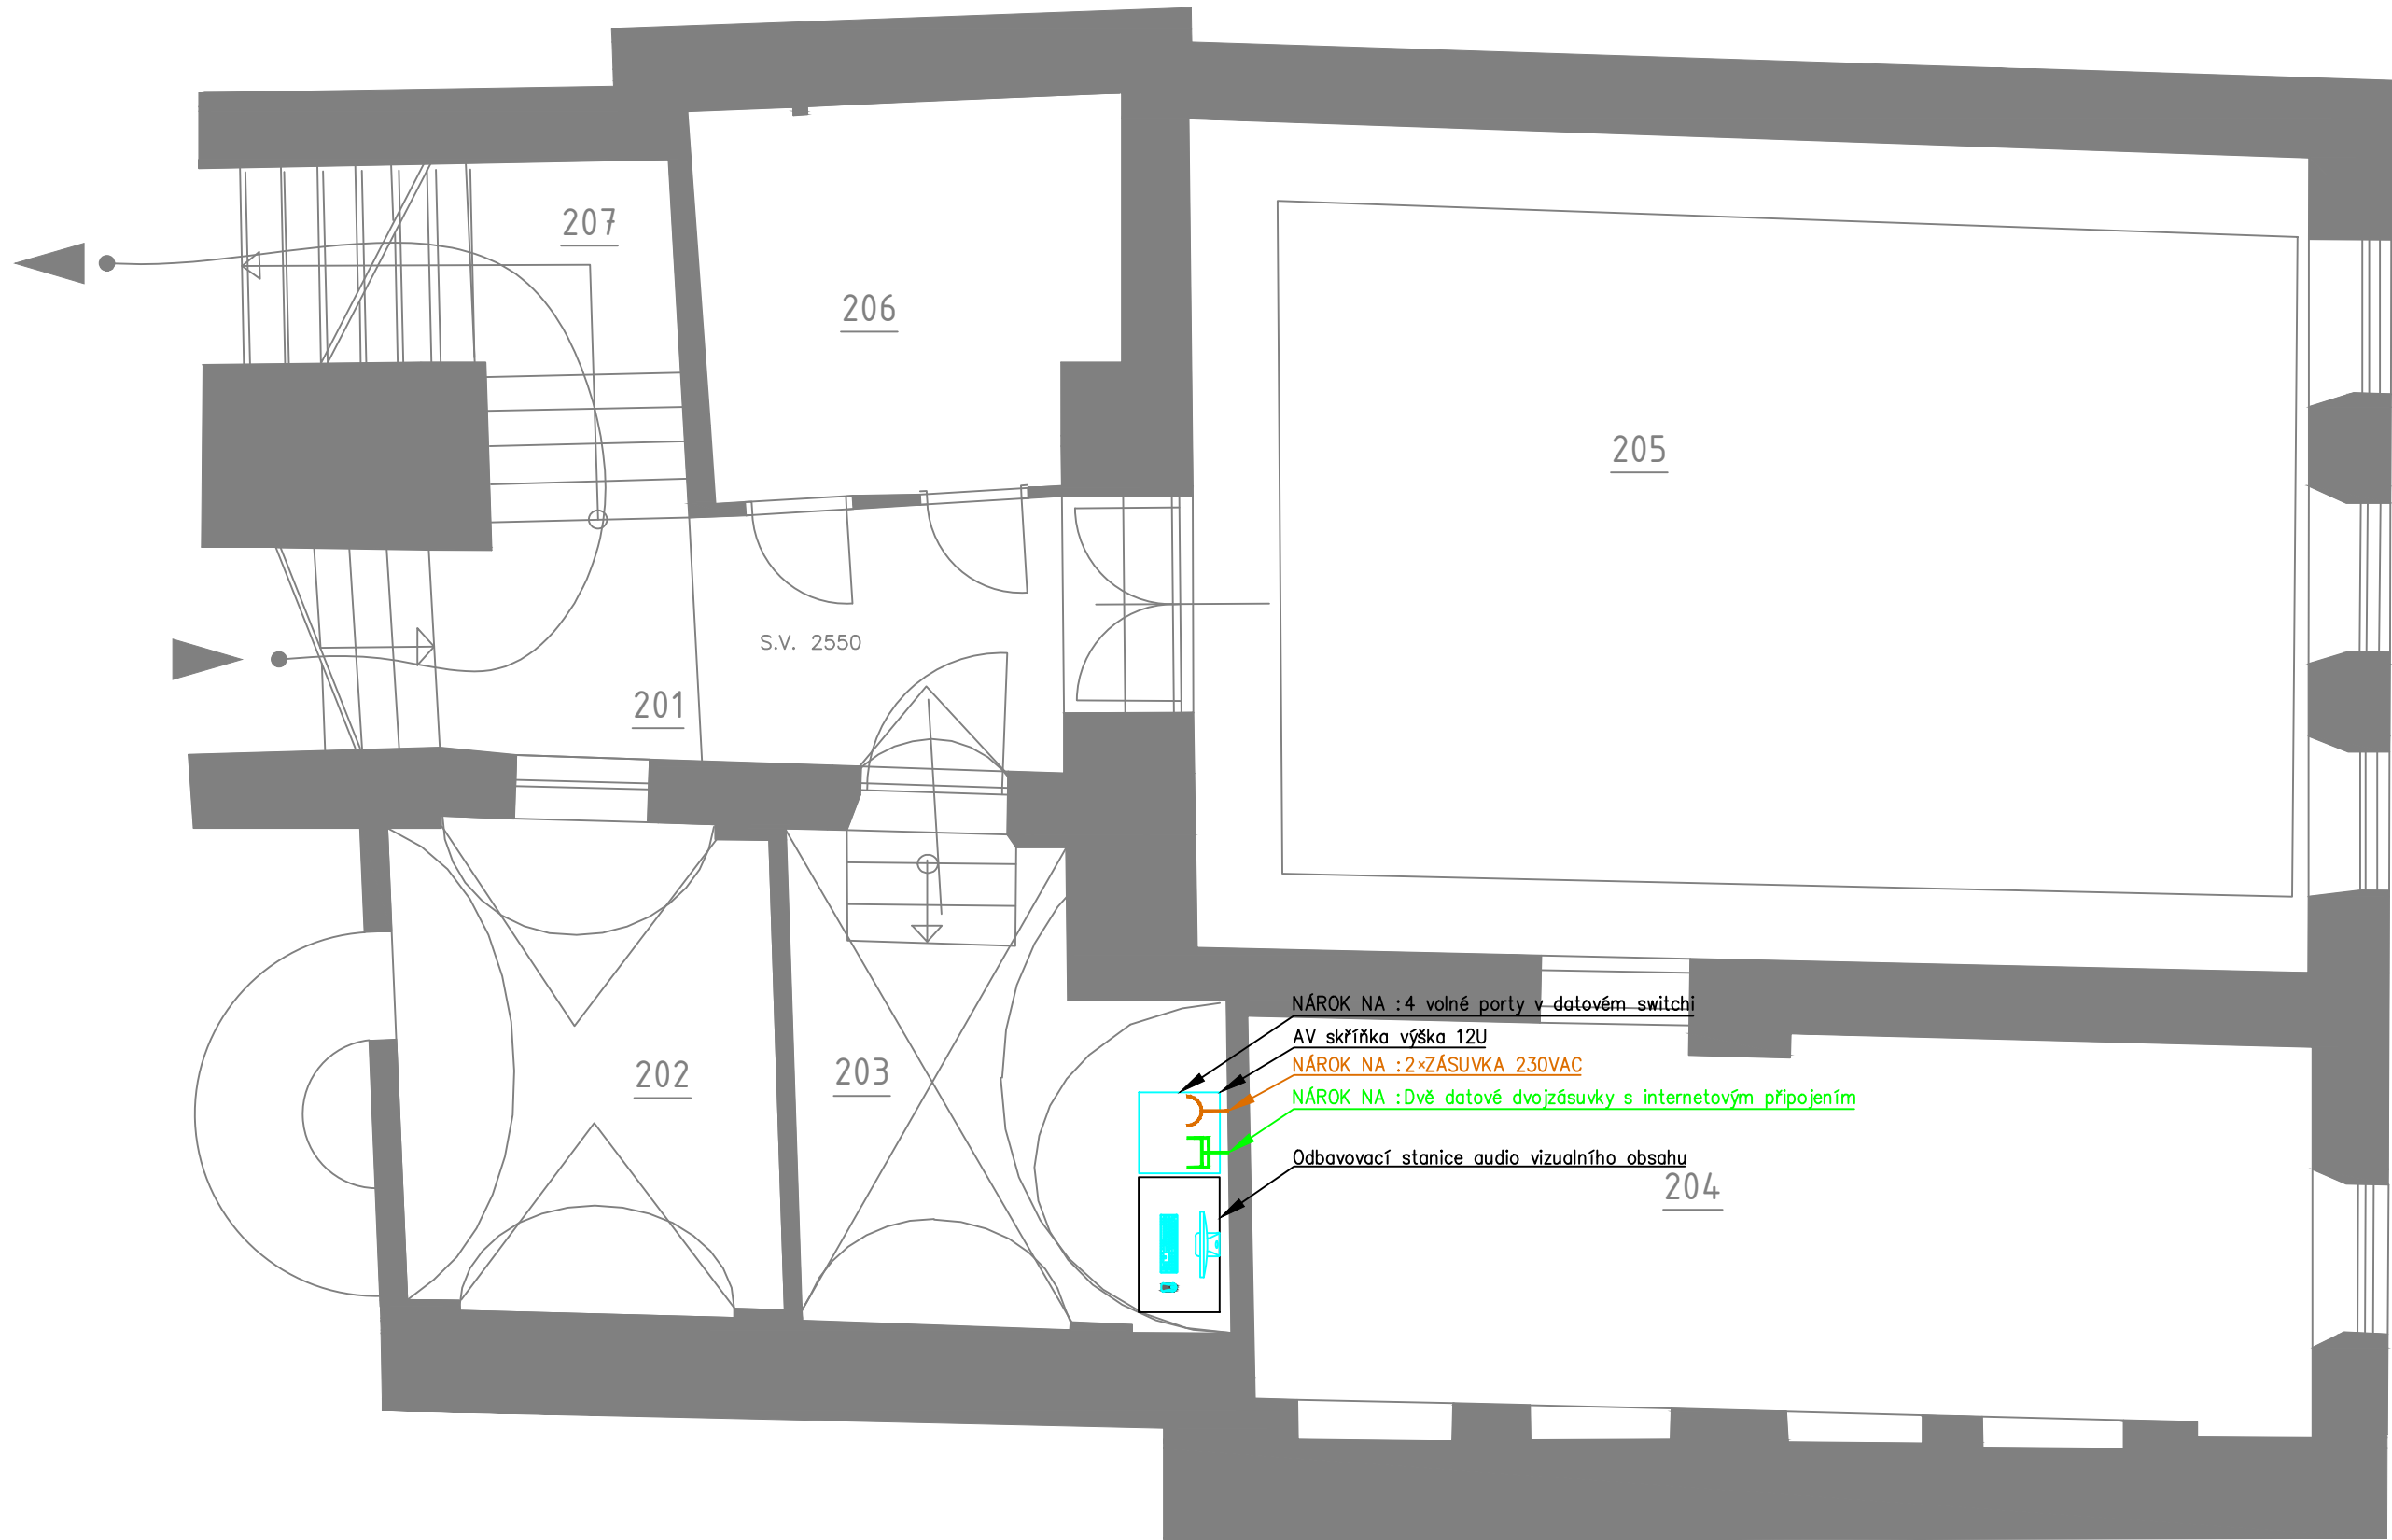 207
206
205
S.V. 2550
201
NÁROK NA :4 volné porty v datovém switchi
AV skříňka výška 12U
NÁROK NA :2×ZÁSUVKA 230VAC
202
203
NÁROK NA :Dvě datové dvojzásuvky s internetovým připojením
Odbavovací stanice audio vizualního obsahu
204